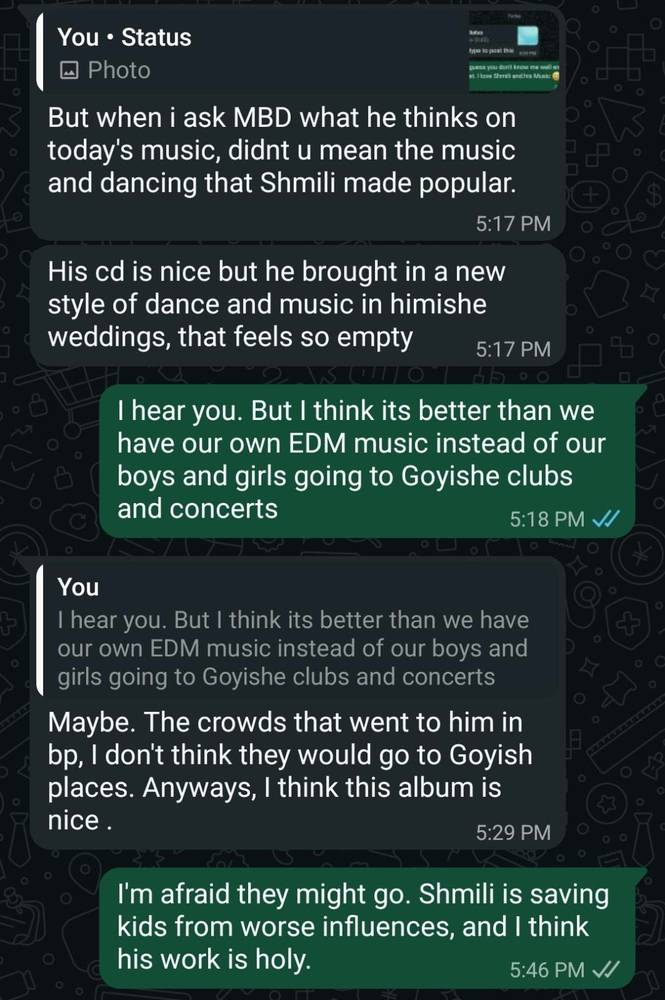 You • Status
Photo
But when i ask MBD what he thinks on
today's music, didnt u mean the music
and dancing that Shmili made popular.
5:17 PM
His cd is nice but he brought in a new
style of dance and music in himishe
weddings, that feels so empty
5:17 PM
I hear you. But I think its better than we
have our own EDM music instead of our
boys and girls going to Goyishe clubs
and concerts
5:18 PM
You
I hear you. But I think its better than we have
our own EDM music instead of our boys and
girls going to Goyishe clubs and concerts
Maybe. The crowds that went to him in
bp, I don't think they would go to Goyish
places. Anyways, I think this album is
nice .
5:29 PM
I'm afraid they might go. Shmili is saving
kids from worse influences, and I think
his work is holy.
5:46 PM